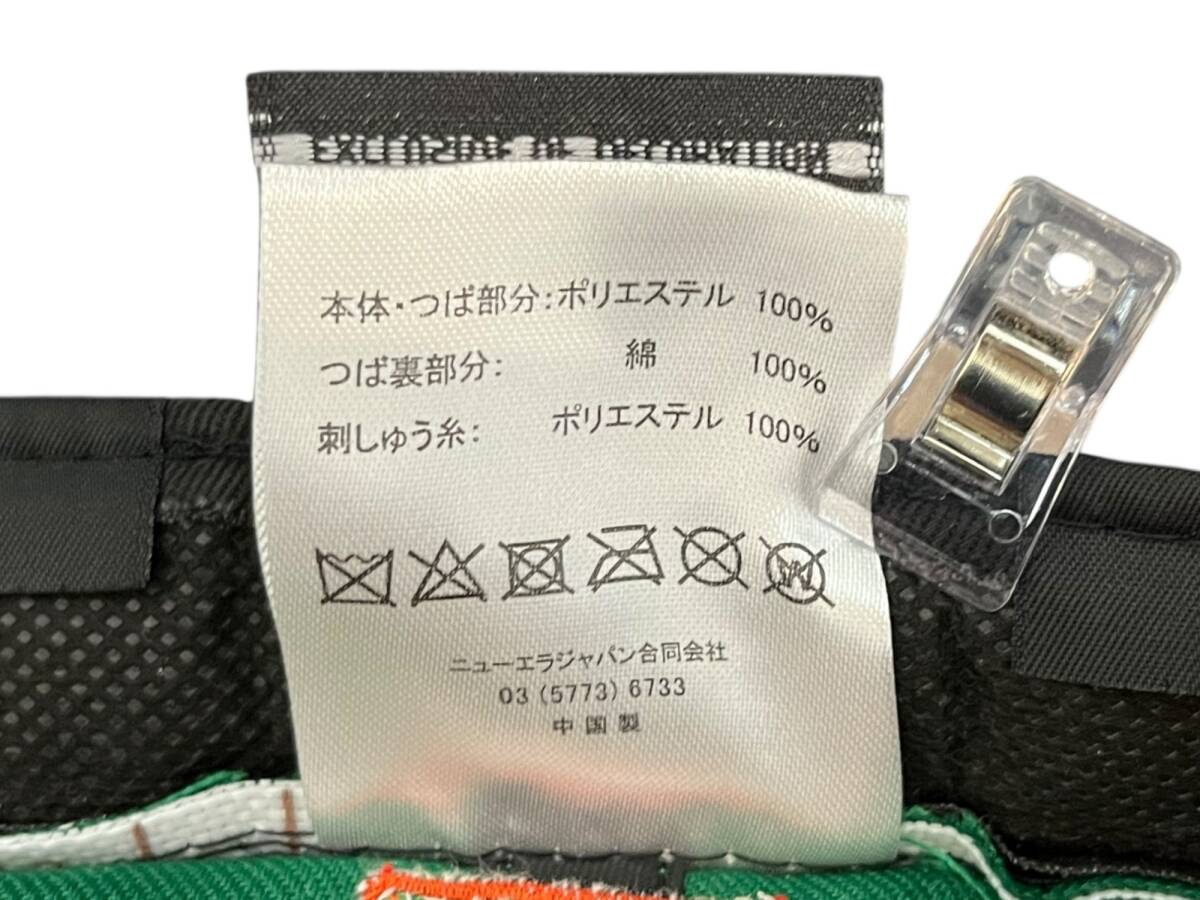 本体・つば部分：ポリエステル 100%
つば裏部分： 綿 100%
刺しゅう糸： ポリエステル 100%
ニューエラジャパン合同会社
03 (5773) 6733
中国製